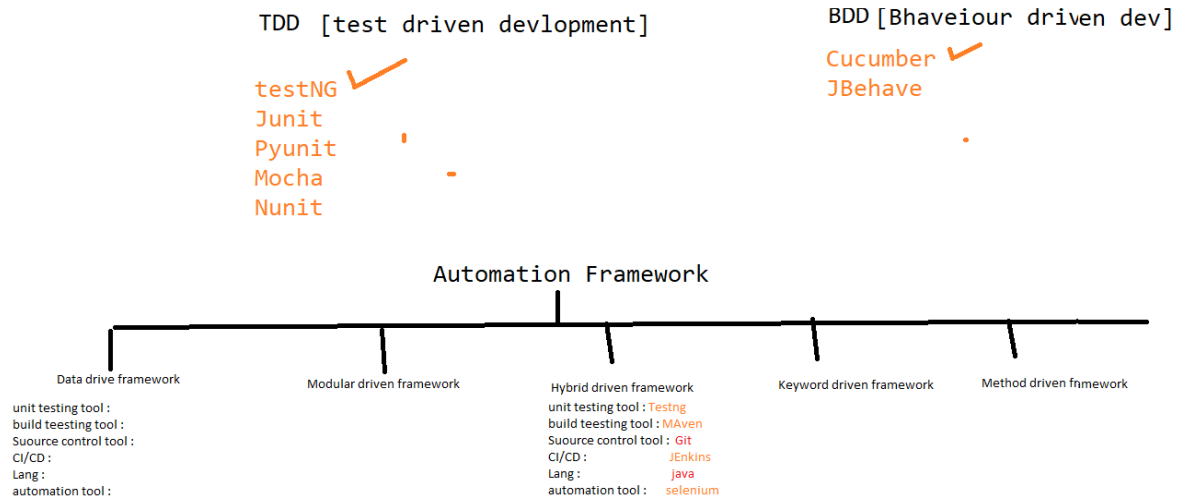 TDD [test driven devlopment]
testNG
Junit
Pyunit
Mocha
Nunit
BDD [Bhaveiour driven dev]
Cucumber
JBehave
Automation Framework
Data drive framework
unit testing tool :
build teesting tool :
Suource control tool :
CI/CD :
Lang :
automation tool :
Modular driven framework
Hybrid driven framework
unit testing tool : Testng
build teesting tool : MAven
Suource control tool : Git
CI/CD : JEnkins
Lang : java
automation tool : selenium
Keyword driven framework
Method driven framework